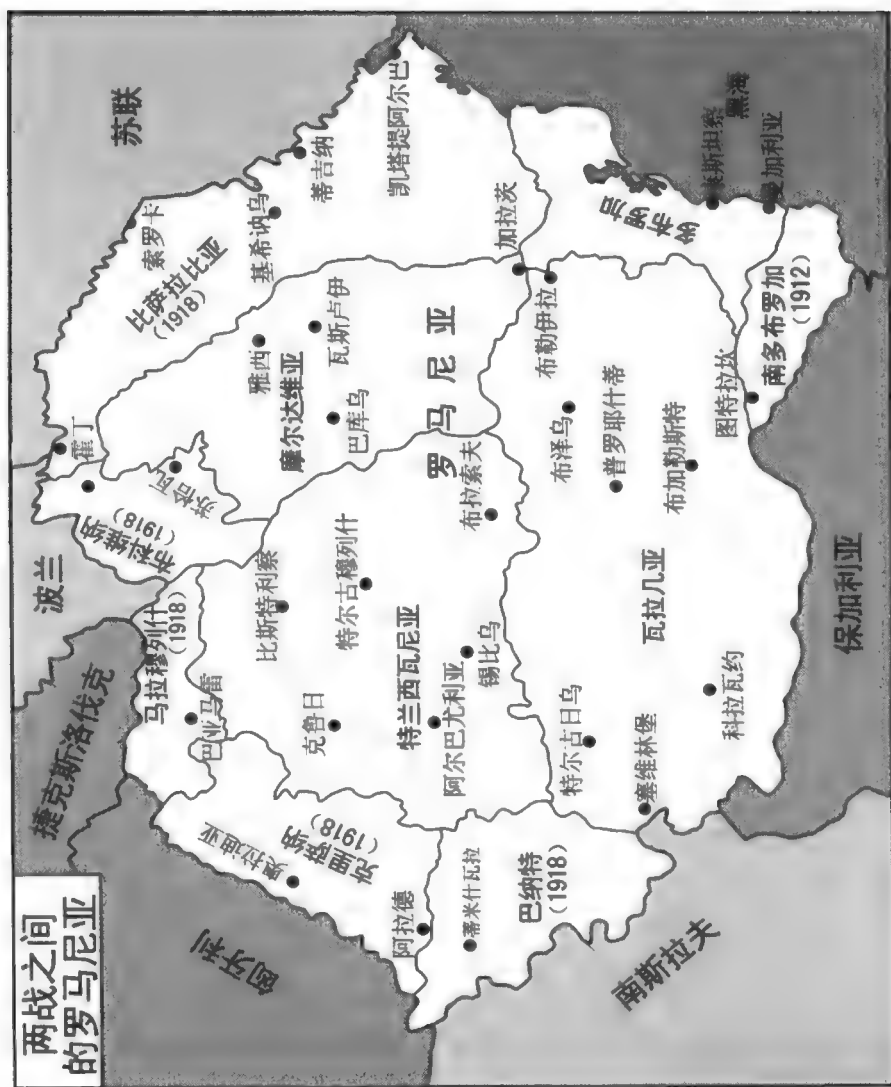 两战之间
的罗马尼亚
捷克斯洛伐克
波兰
苏联
匈牙利
南斯拉夫
保加利亚
黑海
罗马尼亚
马拉穆列什
(1918)
巴亚马雷
布科维纳
(1918)
苏恰瓦
霍丁
比萨拉比亚
(1918)
索罗卡
基希讷乌
蒂吉纳
凯塔提阿尔巴
克里萨纳
(1918)
奥拉迪亚
阿拉德
巴纳特
(1918)
蒂米什瓦拉
特兰西瓦尼亚
比斯特利察
克鲁日
特尔古穆列什
阿尔巴尤利亚
锡比乌
布拉索夫
摩尔达维亚
雅西
瓦斯卢伊
巴库乌
加拉茨
瓦拉几亚
特尔古日乌
塞维林堡
科拉瓦约
布勒伊拉
布泽乌
普罗耶什蒂
布加勒斯特
图特拉坎
南多布罗加
(1912)
斯坦察
曼加利亚